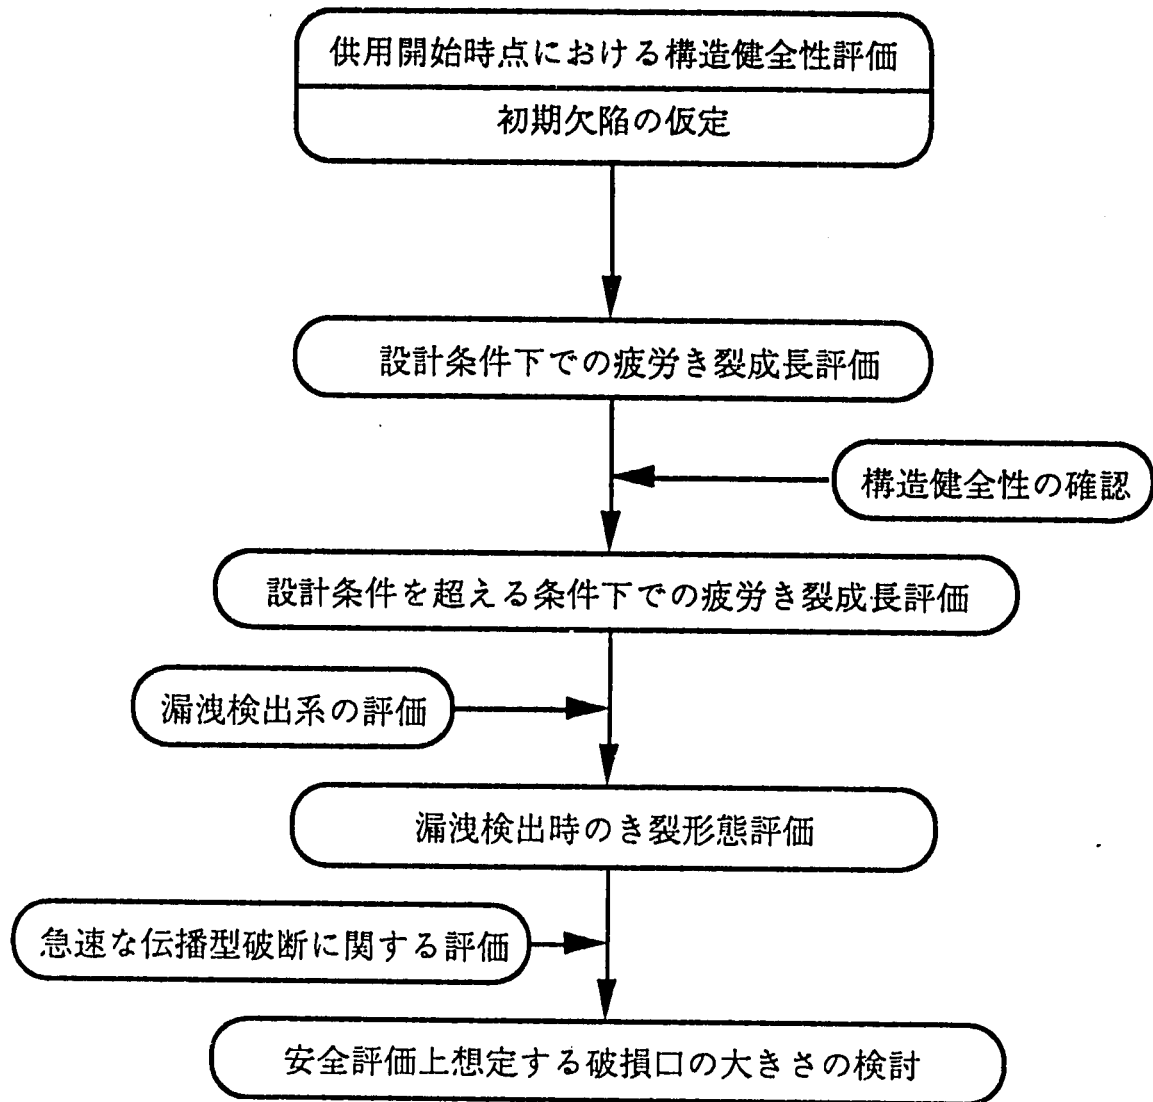 供用開始時点における構造健全性評価
初期欠陥の仮定
設計条件下での疲労き裂成長評価
構造健全性の確認
設計条件を超える条件下での疲労き裂成長評価
漏洩検出系の評価
漏洩検出時のき裂形態評価
急速な伝播型破断に関する評価
安全評価上想定する破損口の大きさの検討